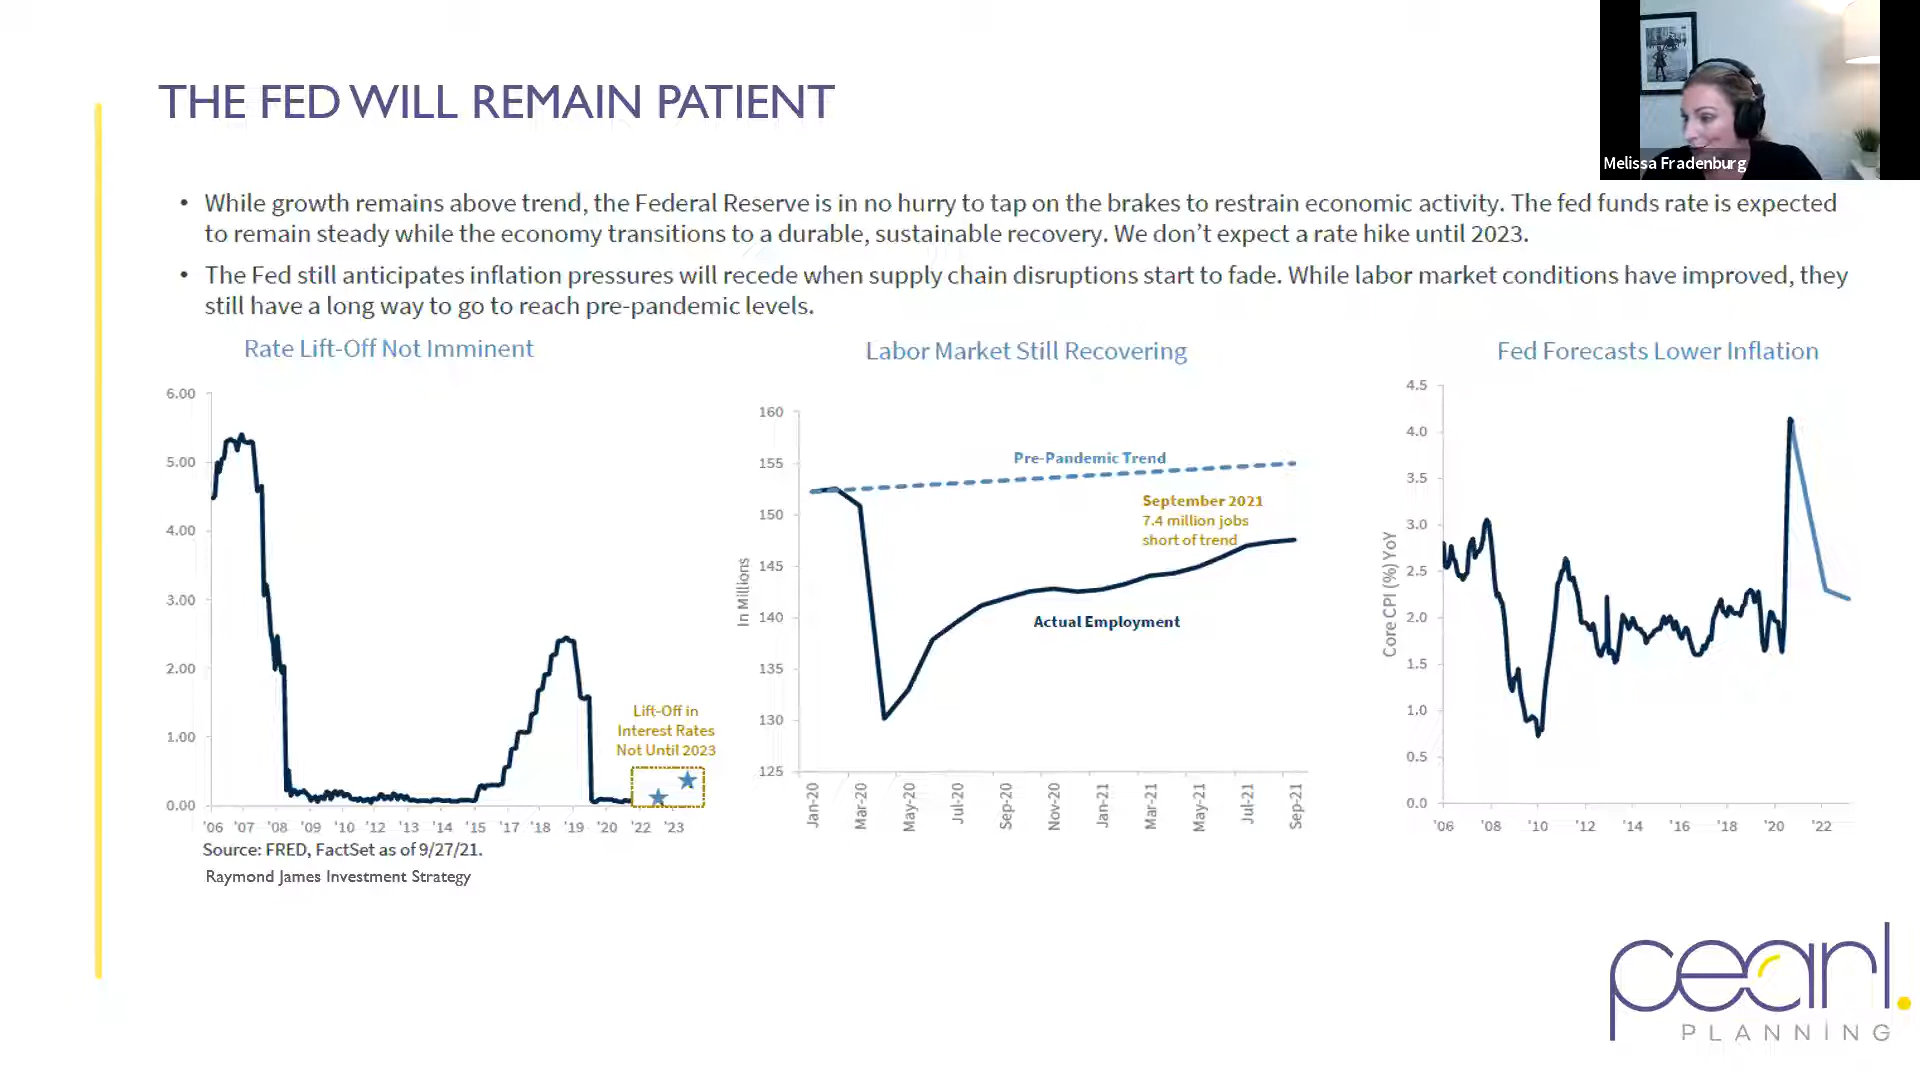 THE FED WILL REMAIN PATIENT
Melissa Fradenburg
• While growth remains above trend, the Federal Reserve is in no hurry to tap on the brakes to restrain economic activity. The fed funds rate is expected
to remain steady while the economy transitions to a durable, sustainable recovery. We don't expect a rate hike until 2023.
• The Fed still anticipates inflation pressures will recede when supply chain disruptions start to fade. While labor market conditions have improved, they
still have a long way to go to reach pre-pandemic levels.
Rate Lift-Off Not Imminent
6.00
5.00
4.00
3.00
2.00
1.00
0.00
Lift-Off in
Interest Rates
Not Until 2023
'06 '07 '08 '09 '10 '12 '13 '14 '15 '17 '18 '19 '20 '22 '23
Source: FRED, FactSet as of 9/27/21.
Raymond James Investment Strategy
Labor Market Still Recovering
In Millions
160
155
150
145
140
135
130
125
Pre-Pandemic Trend
September 2021
7.4 million jobs
short of trend
Actual Employment
Jan-20 Mar-20 May-20 Jul-20 Sep-20 Nov-20 Jan-21 Mar-21 May-21 Jul-21 Sep-21
Fed Forecasts Lower Inflation
Core CPI (%) YoY
4.5
4.0
3.5
3.0
2.5
2.0
1.5
1.0
0.5
0.0
'06 '08 '10 '12 '14 '16 '18 '20 '22
pearl.
PLANNING